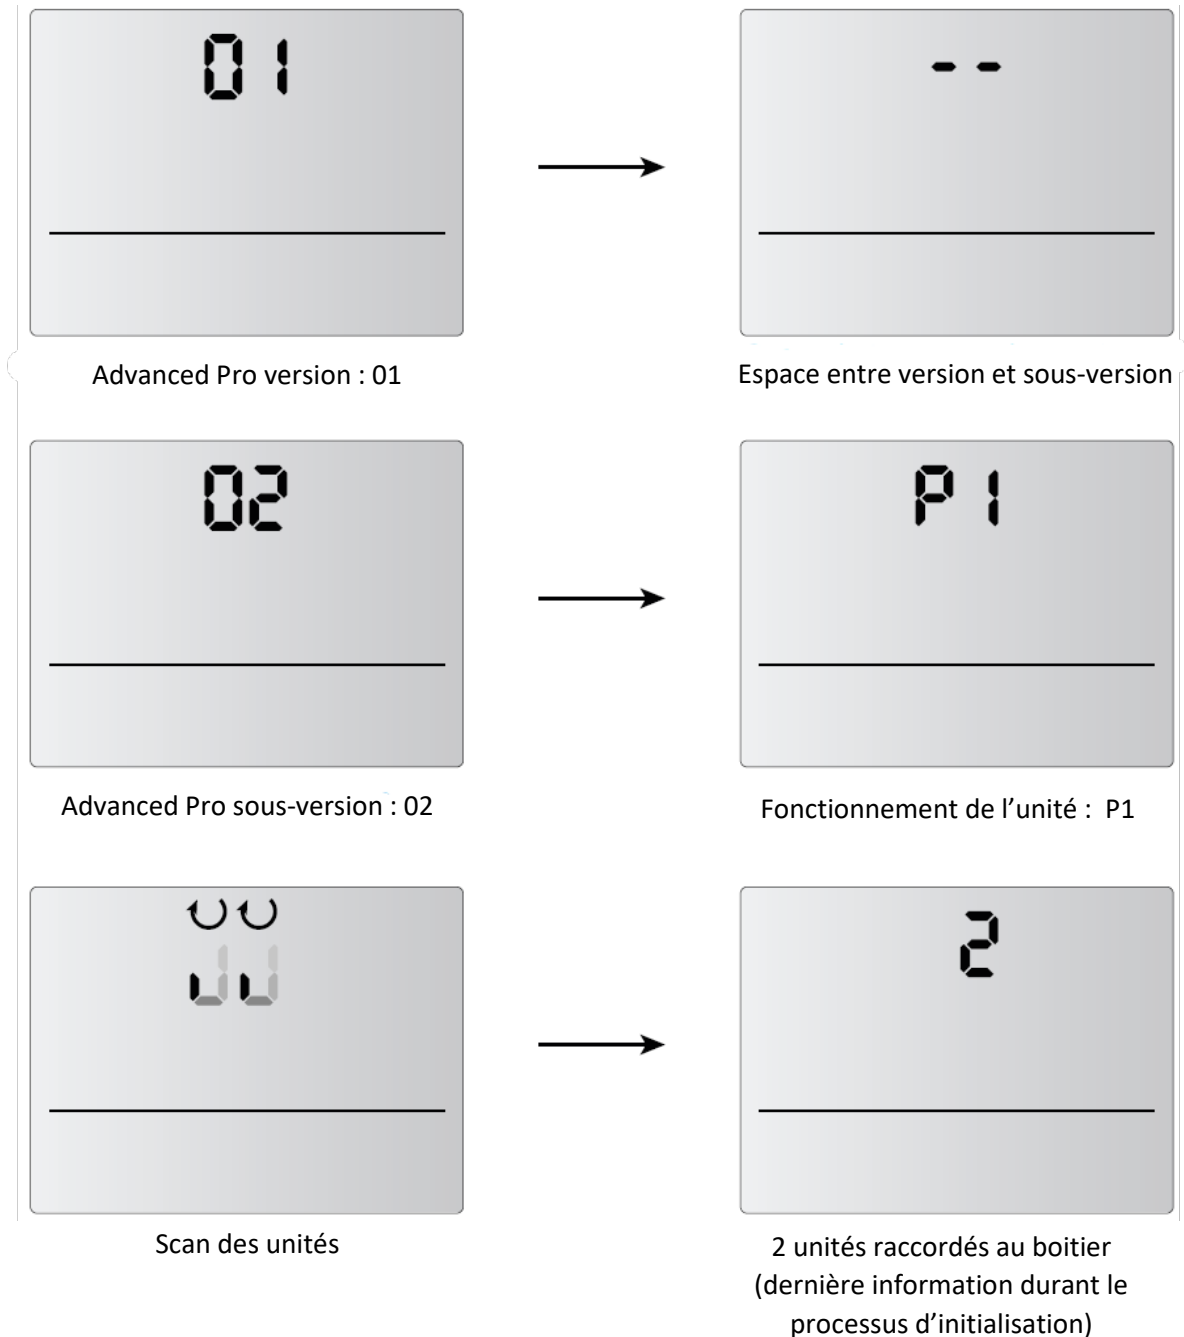 01
--
Advanced Pro version : 01
Espace entre version et sous-version
02
P1
Advanced Pro sous-version : 02
Fonctionnement de l’unité :  P1
2
Scan des unités
2 unités raccordés au boitier
(dernière information durant le
processus d’initialisation)